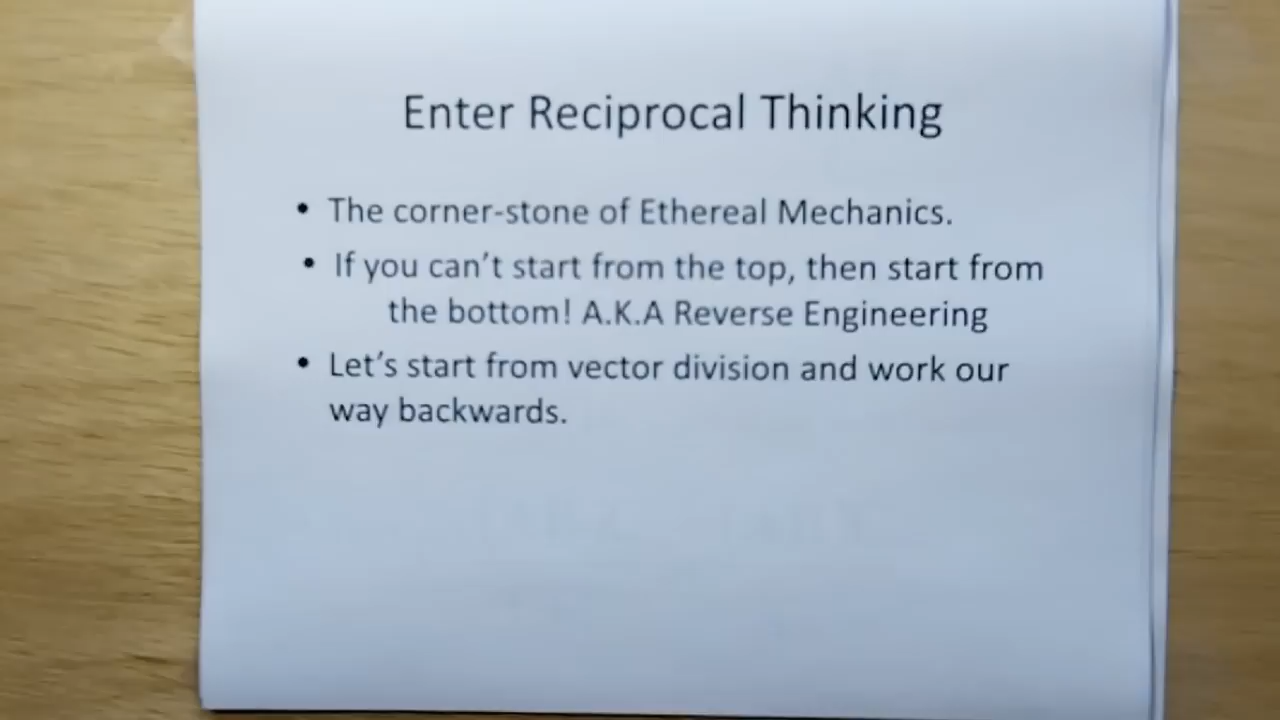 Enter Reciprocal Thinking
• The corner-stone of Ethereal Mechanics.
• If you can't start from the top, then start from
the bottom! A.K.A Reverse Engineering
• Let's start from vector division and work our
way backwards.